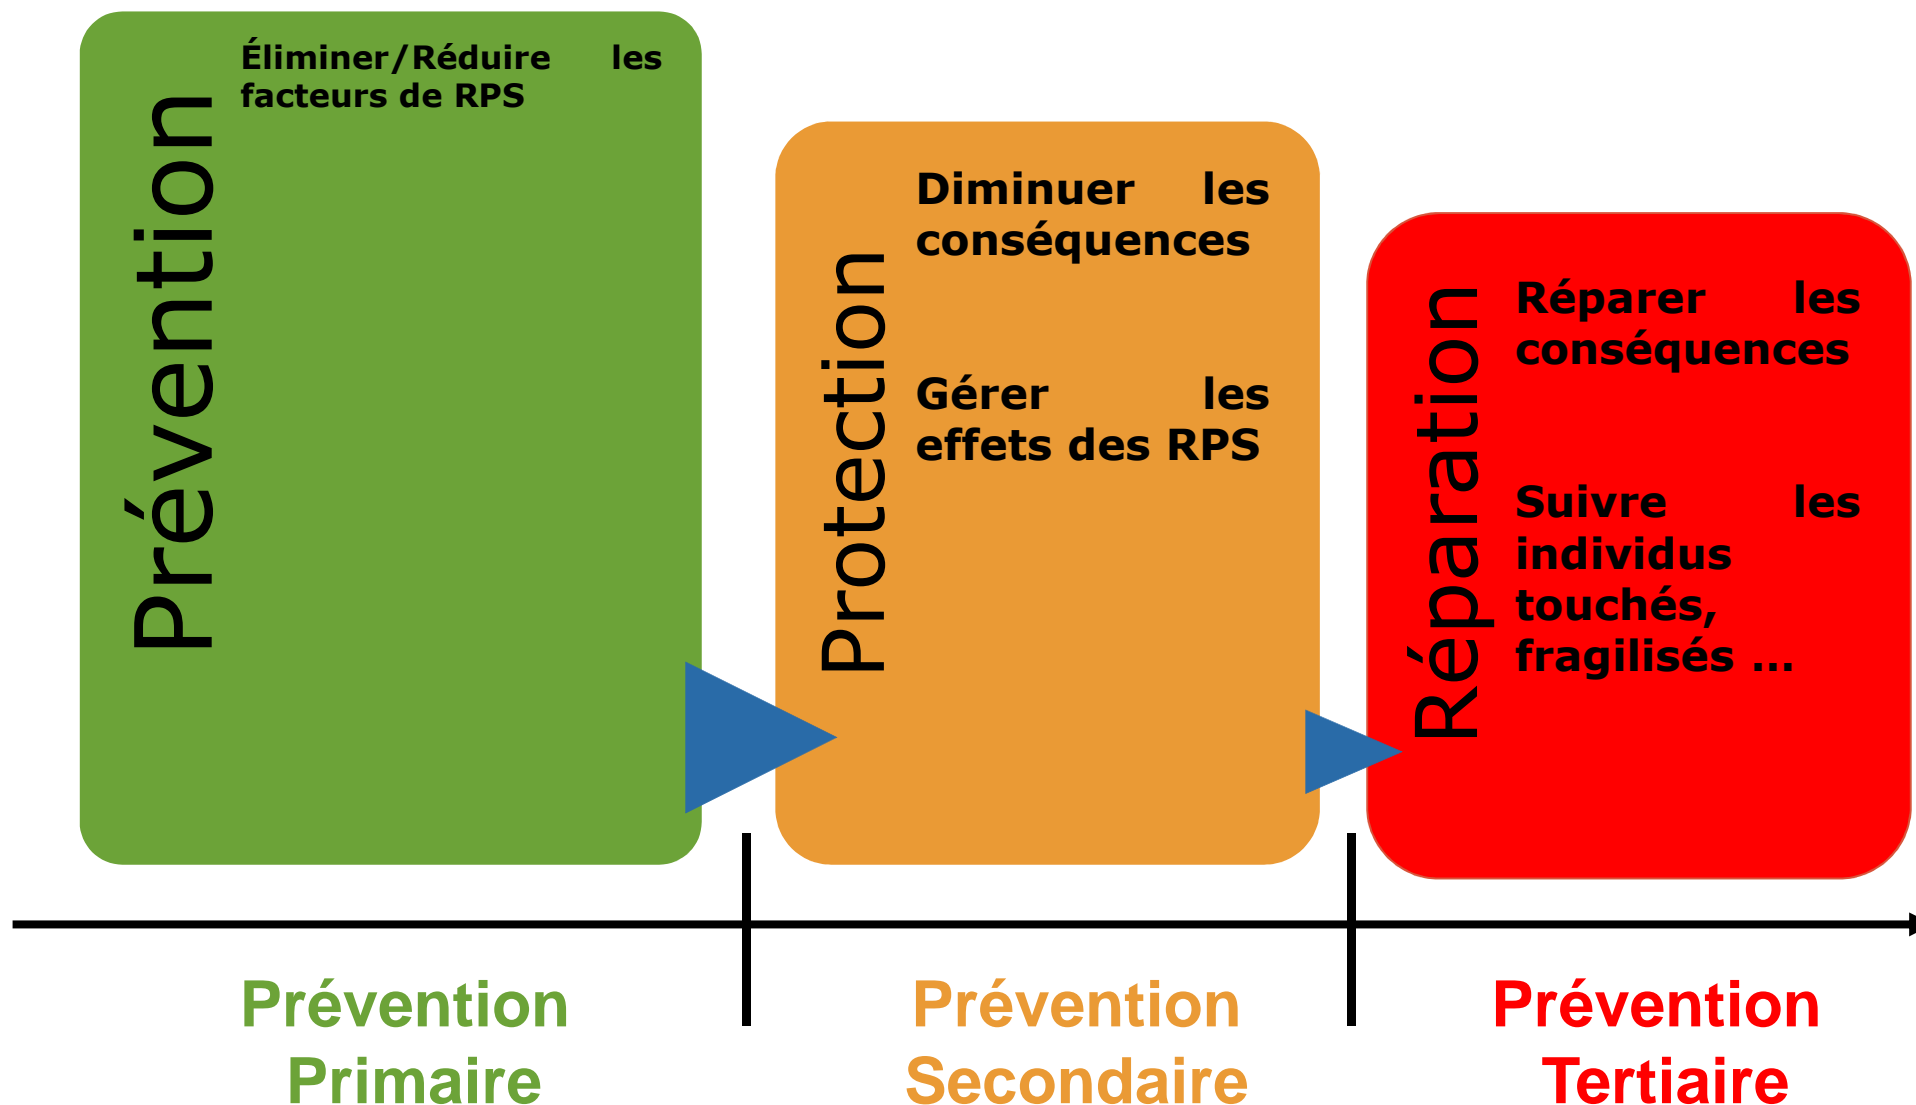 Prévention
Éliminer/Réduire les
facteurs de RPS
Protection
Diminuer les
conséquences
Gérer les
effets des RPS
Réparation
Réparer les
conséquences
Suivre les
individus
touchés,
fragilisés ...
Prévention
Primaire
Prévention
Secondaire
Prévention
Tertiaire